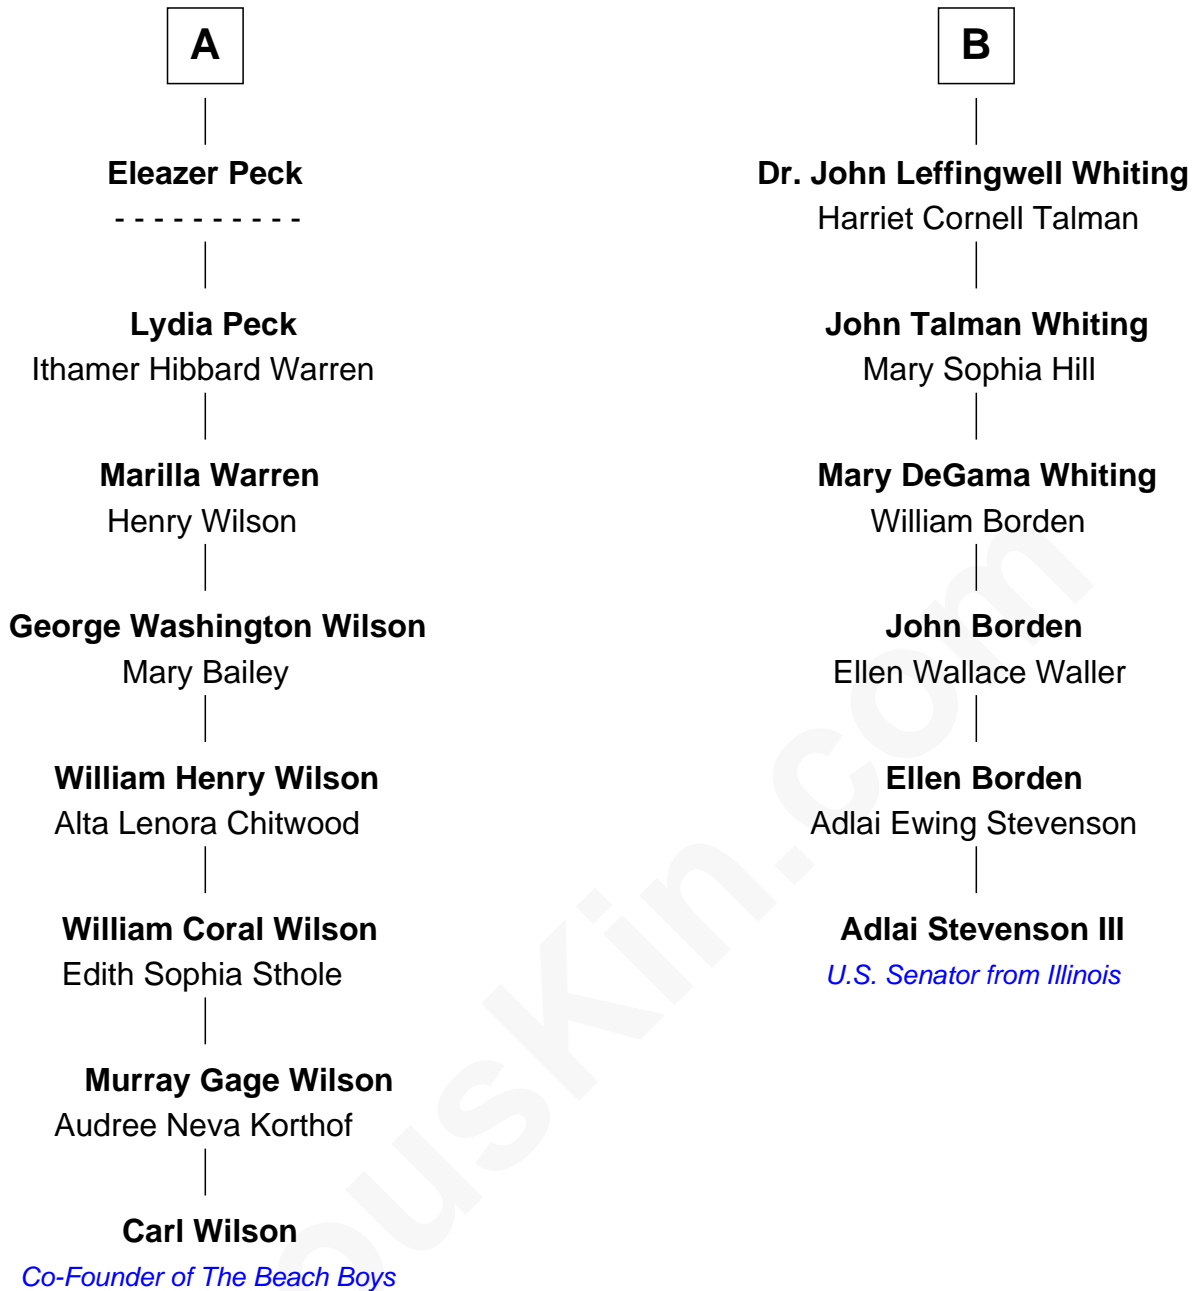 A
Eleazer Peck
- - - - - - - - - -
Lydia Peck
Ithamer Hibbard Warren
Marilla Warren
Henry Wilson
George Washington Wilson
Mary Bailey
William Henry Wilson
Alta Lenora Chitwood
William Coral Wilson
Edith Sophia Sthole
Murray Gage Wilson
Audree Neva Korthof
Carl Wilson
Co-Founder of The Beach Boys
B
Dr. John Leffingwell Whiting
Harriet Cornell Talman
John Talman Whiting
Mary Sophia Hill
Mary DeGama Whiting
William Borden
John Borden
Ellen Wallace Waller
Ellen Borden
Adlai Ewing Stevenson
Adlai Stevenson III
U.S. Senator from Illinois
ousKin.com